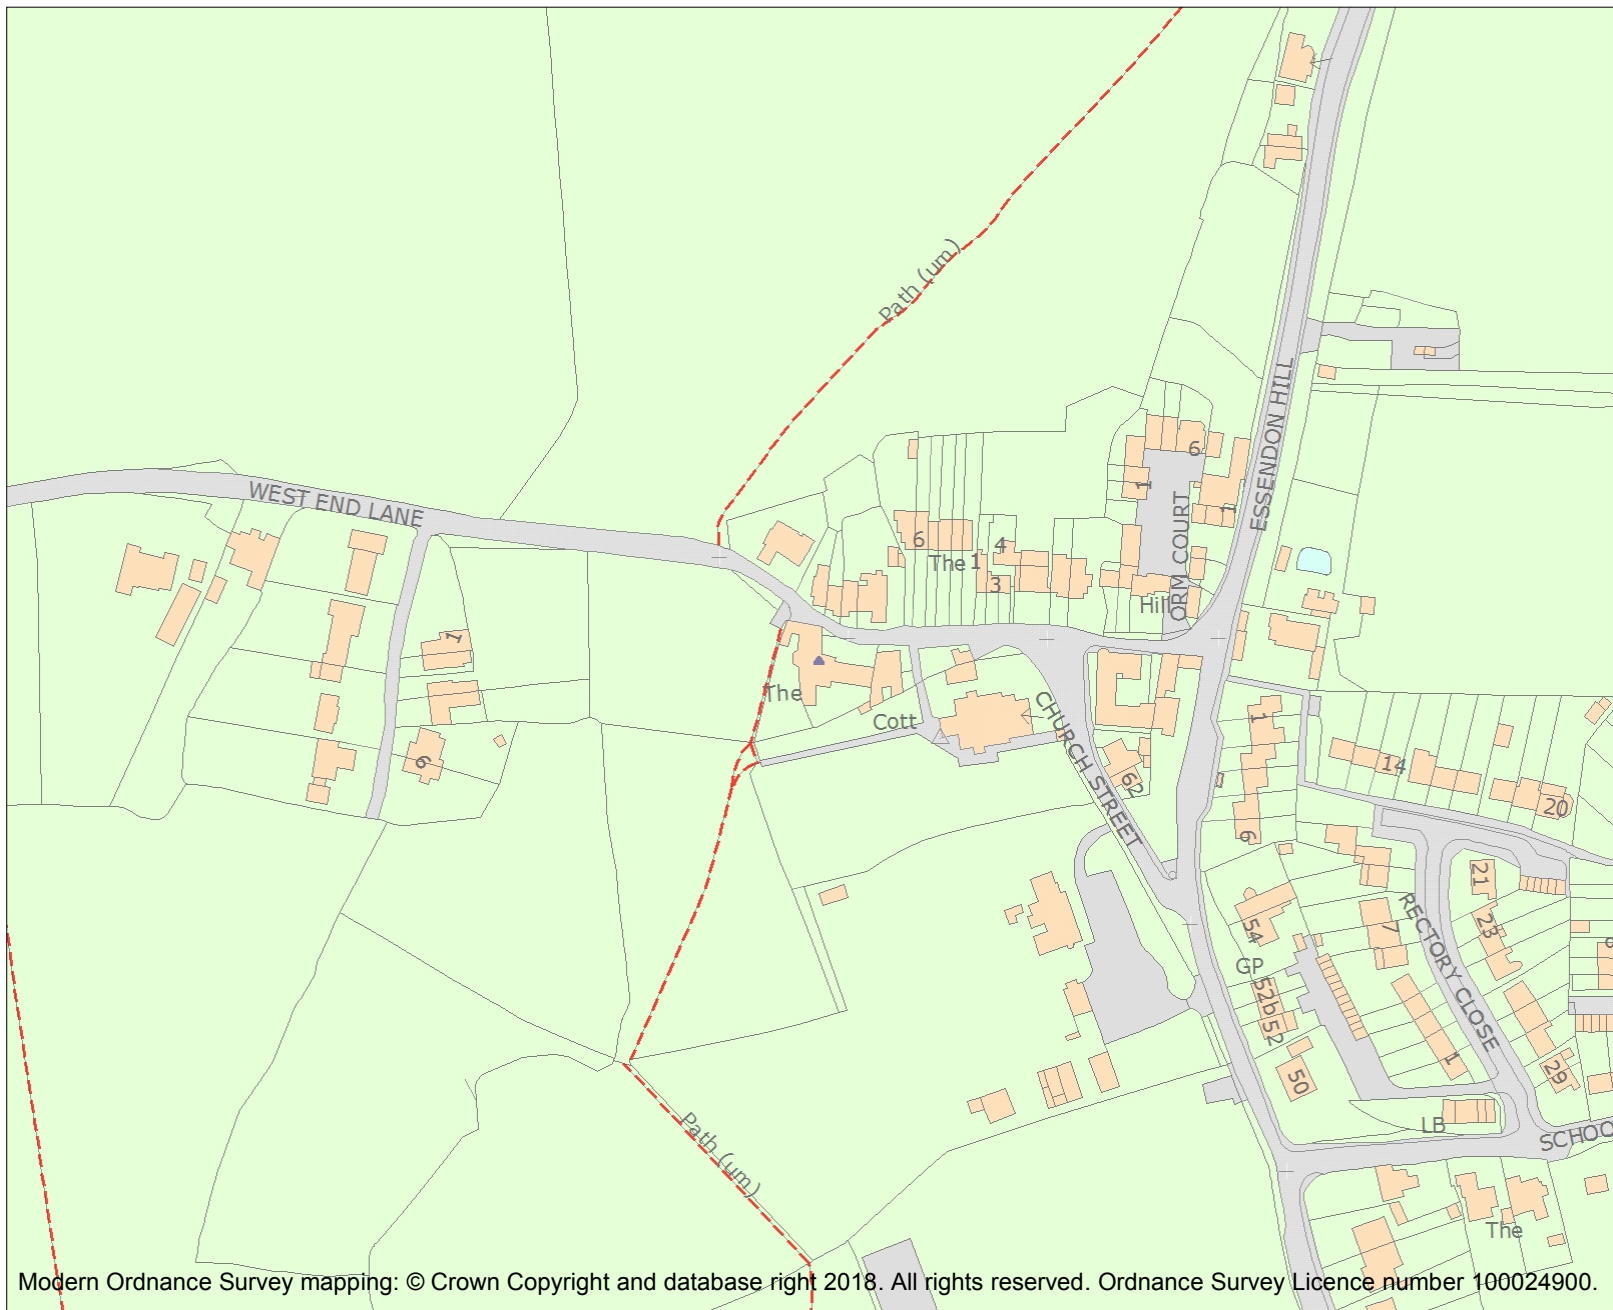 Path (um)
ESSENDON HILL
6
1
WEST END LANE
1
ORM COURT
6
4
The 1
3
Hill
1
The
Cott
CHURCH STREET
1
14
6
62
20
6
21
54
7
23
RECTORY CLOSE
GP
52b
52
1
29
50
Path (um)
LB
SCHOO
The
Modern Ordnance Survey mapping: © Crown Copyright and database right 2018. All rights reserved. Ordnance Survey Licence number 100024900.